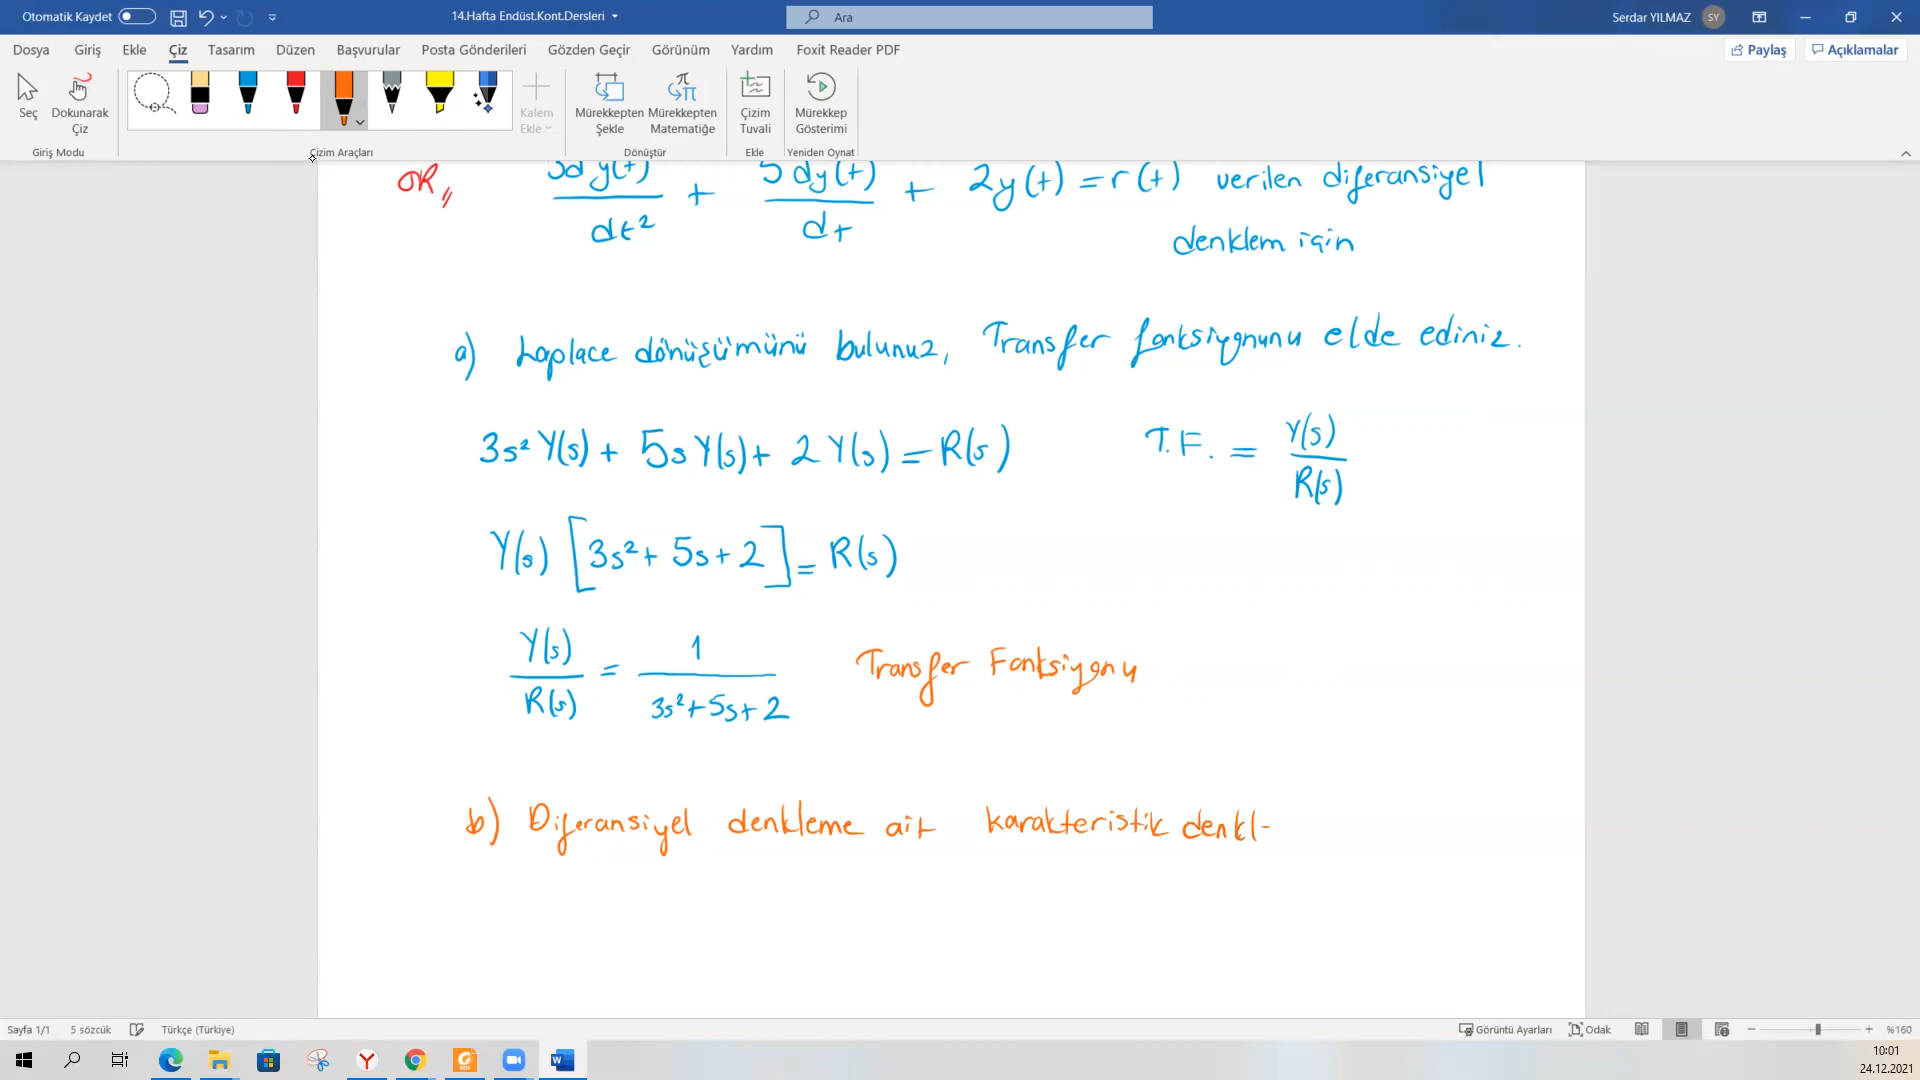 Otomatik Kaydet
14.Hafta Endüst.Kont.Dersleri
Ara
Serdar YILMAZ SY
Dosya Giriş Ekle Çiz Tasarım Düzen Başvurular Posta Gönderileri Gözden Geçir Görünüm Yardım Foxit Reader PDF Paylaş Açıklamalar
Seç
Dokunarak Çiz
Kalem Ekle
Mürekkepten Şekle
Mürekkepten Matematiğe
Çizim Tuvali
Mürekkep Gösterimi
Giriş Modu Çizim Araçları Dönüştür Ekle Yeniden Oynat
ÖR,, 3d y(t)/dt² + 5dy(t)/dt + 2y(t) = r(t) verilen diferansiyel
denklem için
a) Laplace dönüşümünü bulunuz, Transfer fonksiyonunu elde ediniz.
3s² Y(s) + 5s Y(s) + 2 Y(s) = R(s)
T.F. = Y(s)/R(s)
Y(s) [3s² + 5s + 2] = R(s)
Y(s)/R(s) = 1/(3s²+5s+2) Transfer Fonksiyonu
b) Diferansiyel denkleme ait karakteristik denkl
Sayfa 1/1 5 sözcük Türkçe (Türkiye) Görüntü Ayarları Odak %160
10:01
24.12.2021